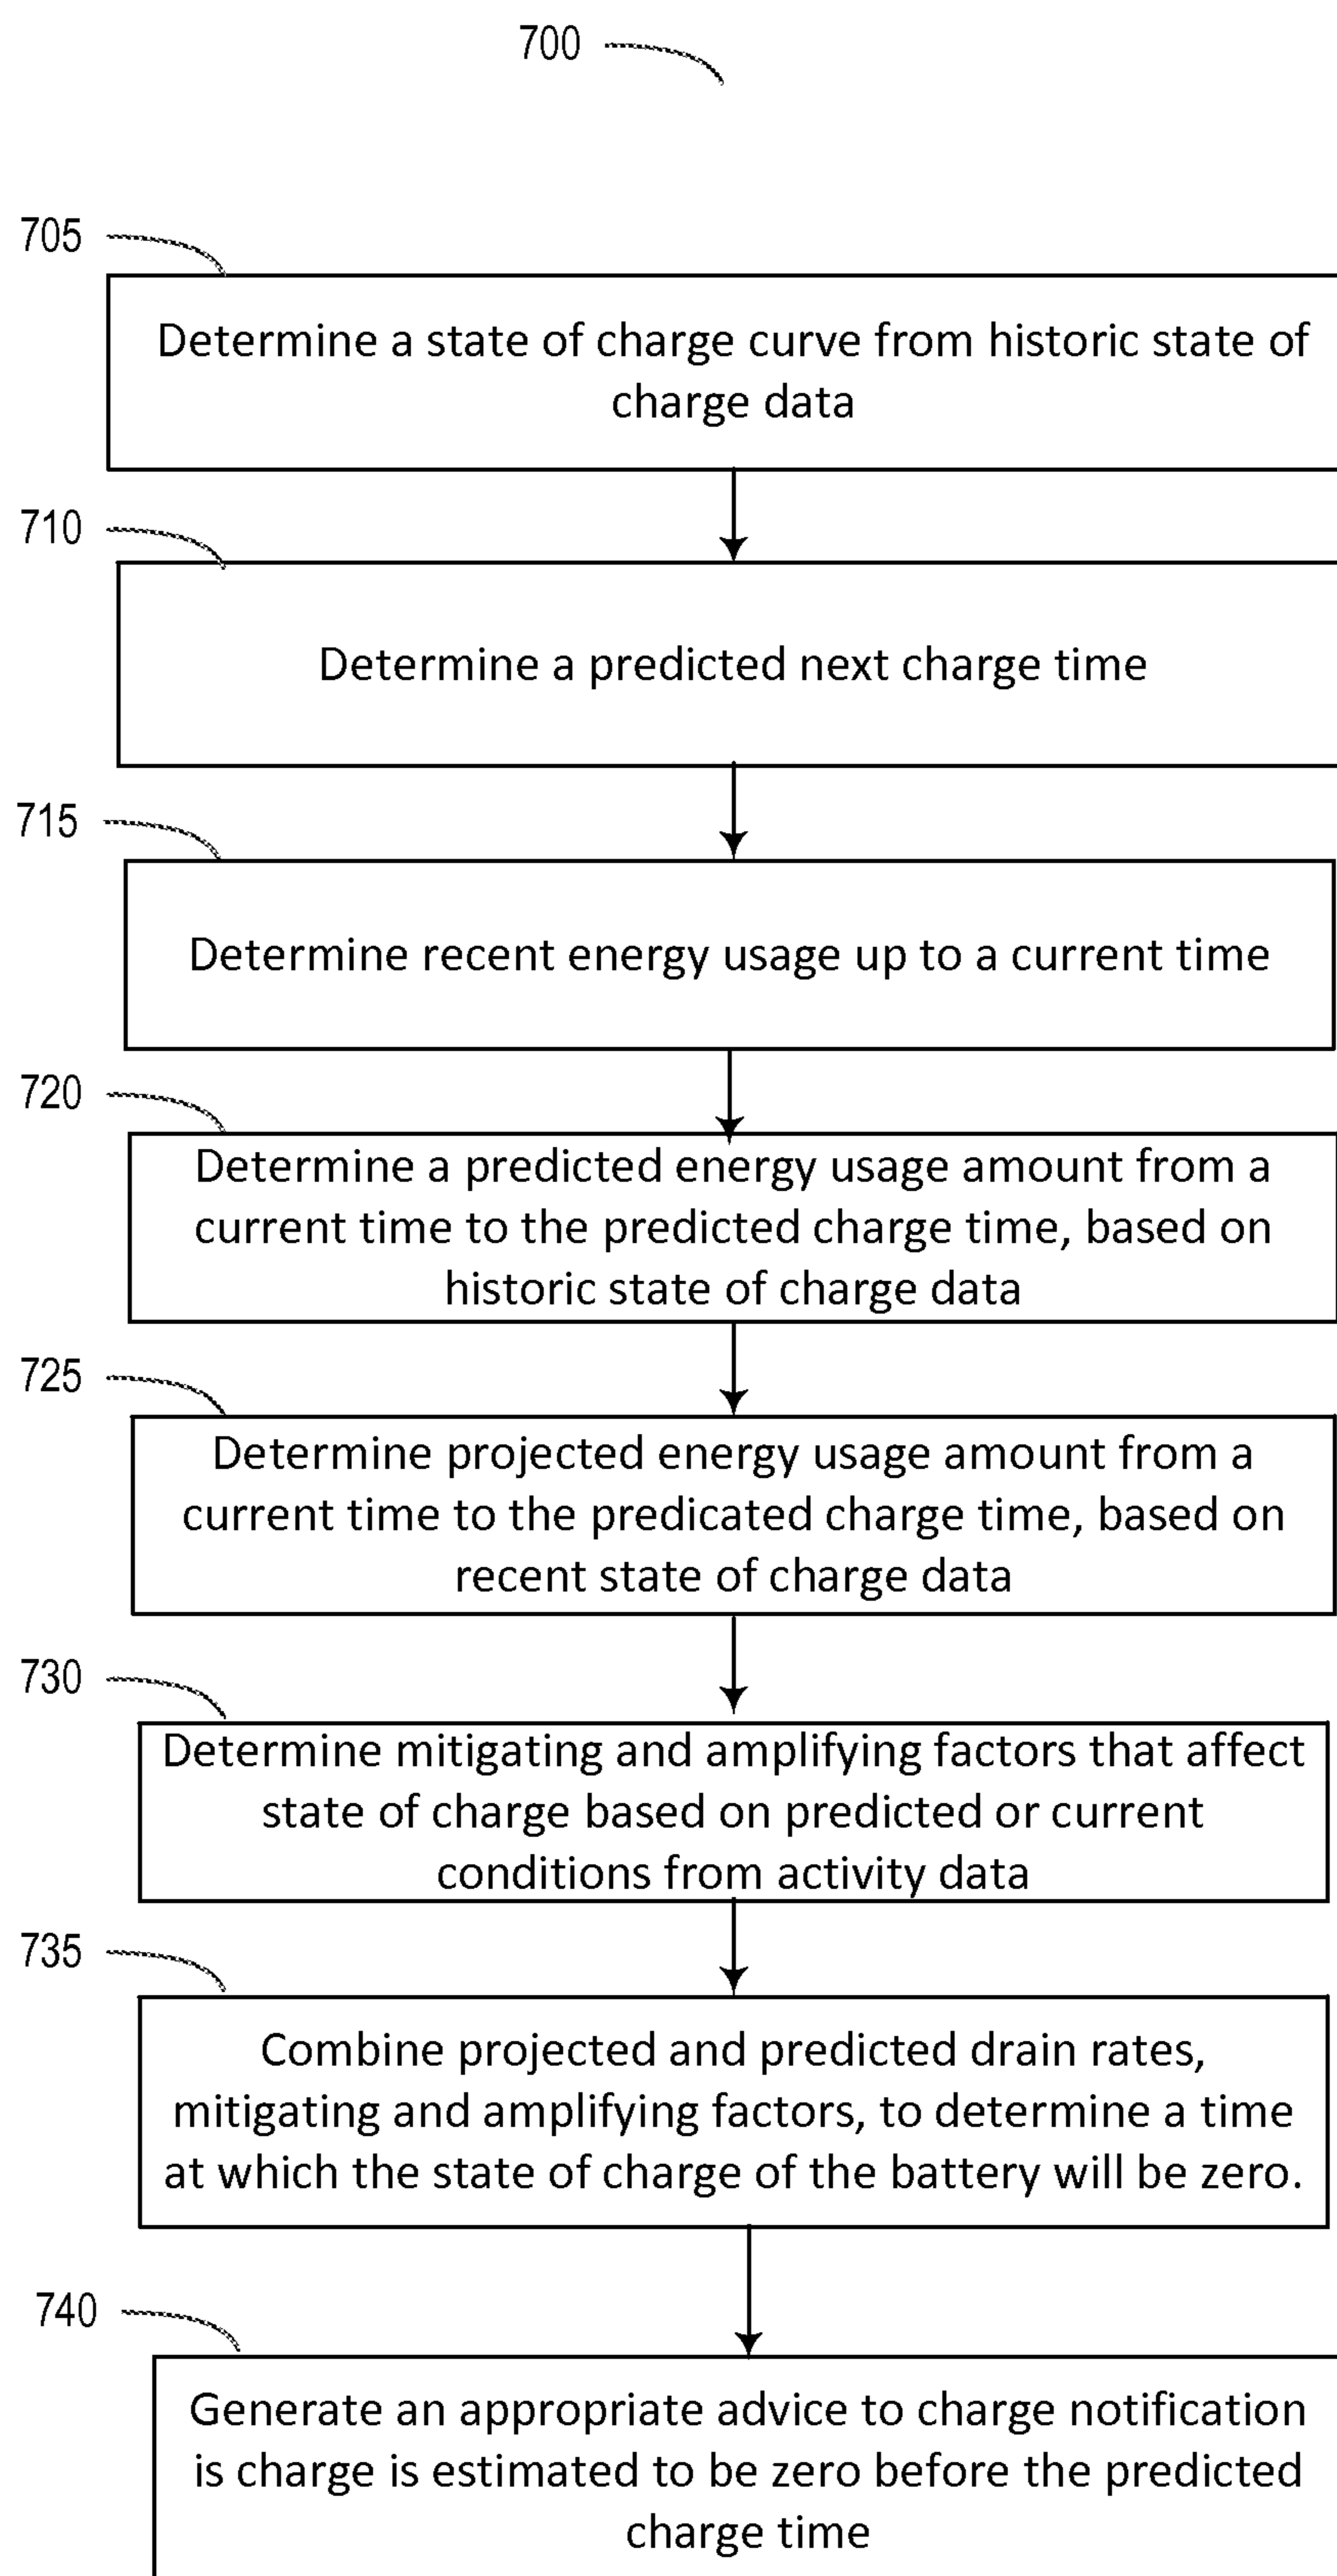 700
705
Determine a state of charge curve from historic state of
charge data
710
Determine a predicted next charge time
715
Determine recent energy usage up to a current time
720
Determine a predicted energy usage amount from a
current time to the predicted charge time, based on
historic state of charge data
725
Determine projected energy usage amount from a
current time to the predicated charge time, based on
recent state of charge data
730
Determine mitigating and amplifying factors that affect
state of charge based on predicted or current
conditions from activity data
735
Combine projected and predicted drain rates,
mitigating and amplifying factors, to determine a time
at which the state of charge of the battery will be zero.
740
Generate an appropriate advice to charge notification
is charge is estimated to be zero before the predicted
charge time